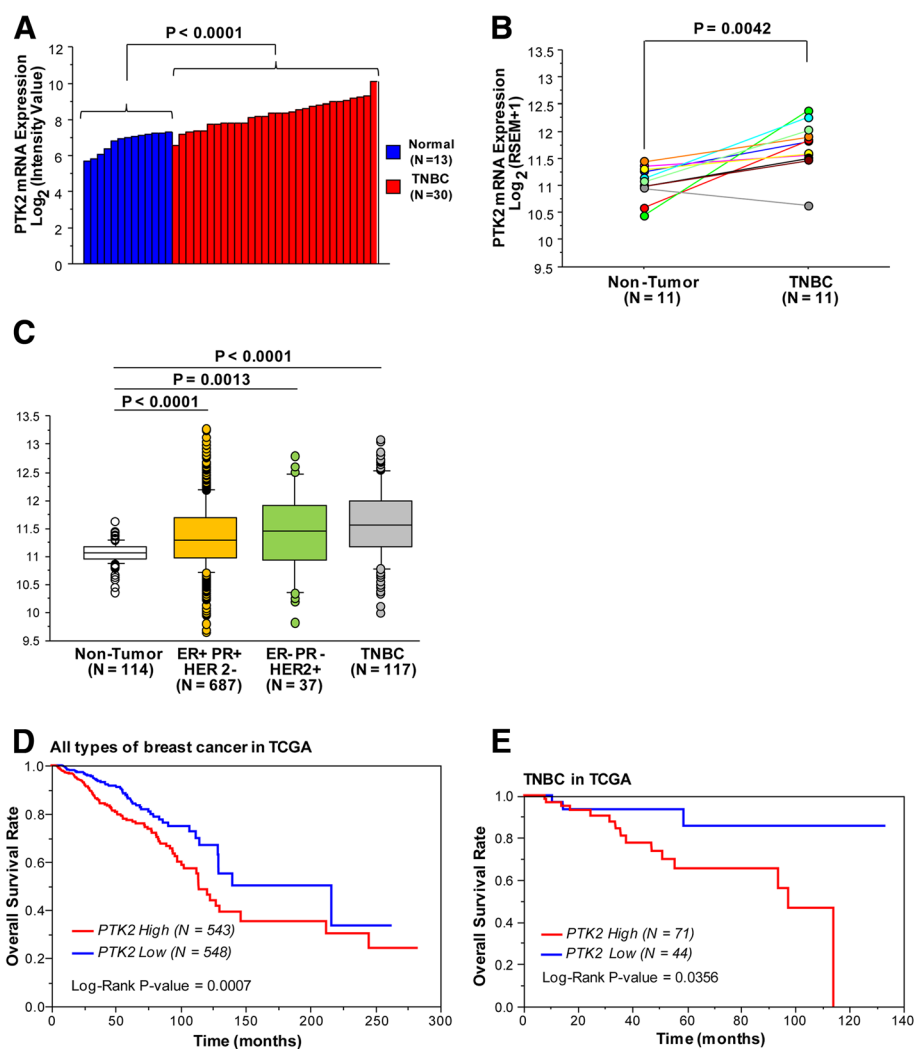 A
P < 0.0001
PTK2 mRNA Expression
Log2 (Intensity Value)
12
10
8
6
4
2
0
Normal
(N =13)
TNBC
(N =30)
B
P = 0.0042
PTK2 mRNA Expression
Log2 (RSEM+1)
13.5
13
12.5
12
11.5
11
10.5
10
9.5
Non -Tumor
(N = 11)
TNBC
(N = 11)
C
P < 0.0001
P = 0.0013
P < 0.0001
13.5
13
12.5
12
11.5
11
10.5
10
9.5
Non-Tumor
(N = 114)
ER+ PR+
HER 2-
(N = 687)
ER- PR -
HER2+
(N = 37)
TNBC
(N = 117)
D
All types of breast cancer in TCGA
Overall Survival Rate
1.0
0.8
0.6
0.4
0.2
0.0
PTK2 High (N = 543)
PTK2 Low (N = 548)
Log-Rank P-value = 0.0007
0
50
100
150
200
250
300
Time (months)
E
TNBC in TCGA
Overall Survival Rate
1.0
0.8
0.6
0.4
0.2
0.0
PTK2 High (N = 71)
PTK2 Low (N = 44)
Log-Rank P-value = 0.0356
0
20
40
60
80
100
120
140
Time (months)